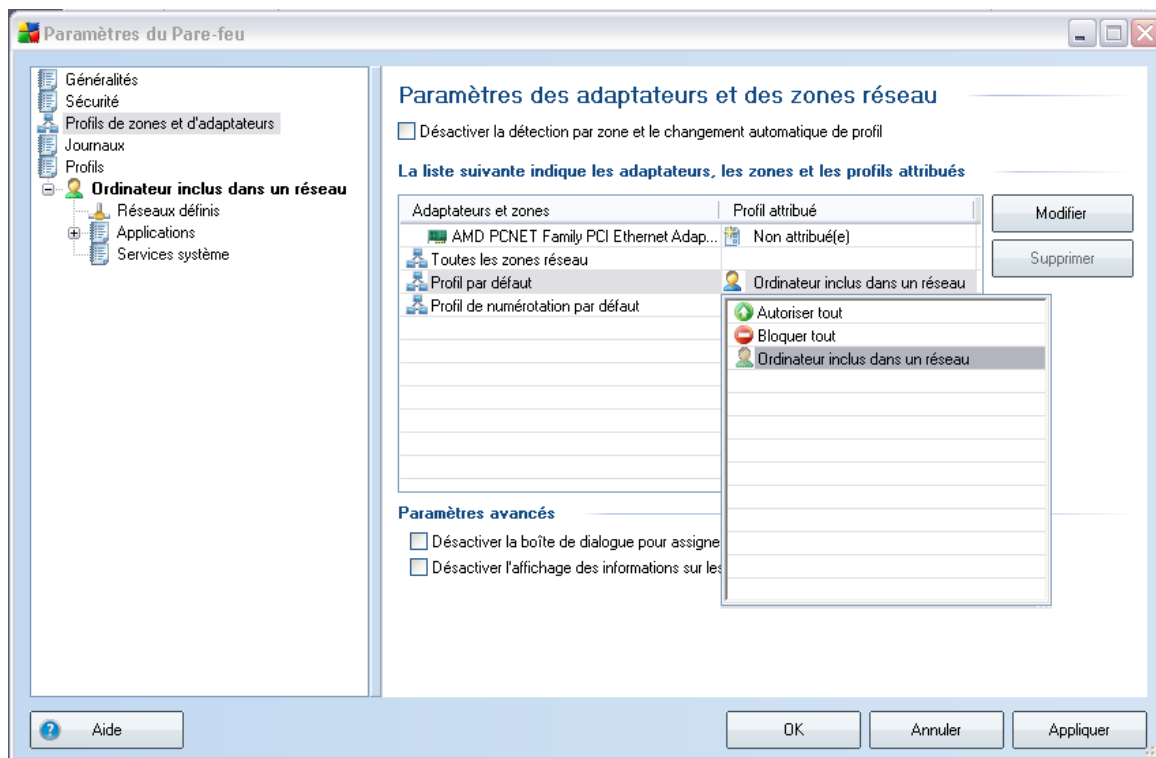 Paramètres du Pare-feu
Généralités
Sécurité
Profils de zones et d'adaptateurs
Journaux
Profils
Ordinateur inclus dans un réseau
Réseaux définis
Applications
Services système
Paramètres des adaptateurs et des zones réseau
Désactiver la détection par zone et le changement automatique de profil
La liste suivante indique les adaptateurs, les zones et les profils attribués
Adaptateurs et zones Profil attribué
AMD PCNET Family PCI Ethernet Adap... Non attribué(e)
Toutes les zones réseau
Profil par défaut Ordinateur inclus dans un réseau
Profil de numérotation par défaut
Autoriser tout
Bloquer tout
Ordinateur inclus dans un réseau
Modifier
Supprimer
Paramètres avancés
Désactiver la boîte de dialogue pour assigne
Désactiver l'affichage des informations sur les
Aide
OK
Annuler
Appliquer